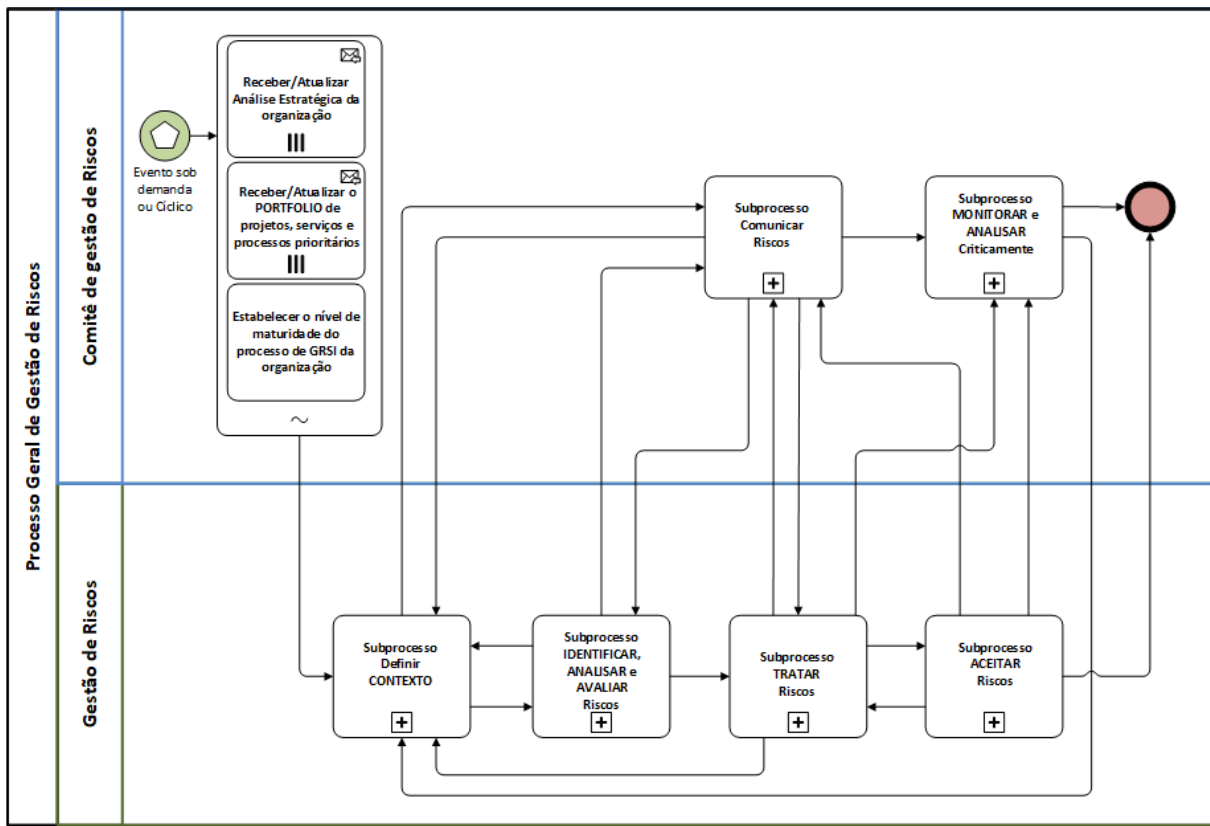 Processo Geral de Gestão de Riscos
Comitê de gestão de Riscos
Evento sob
demanda
ou Cíclico
Receber/Atualizar
Análise Estratégica da
organização
Receber/Atualizar o
PORTFOLIO de
projetos, serviços e
processos prioritários
Estabelecer o nível de
maturidade do
processo de GRSI da
organização
Subprocesso
Comunicar
Riscos
Subprocesso
MONITORAR e
ANALISAR
Criticamente
Gestão de Riscos
Subprocesso
Definir
CONTEXTO
Subprocesso
IDENTIFICAR,
ANALISAR e
AVALIAR
Riscos
Subprocesso
TRATAR
Riscos
Subprocesso
ACEITAR
Riscos